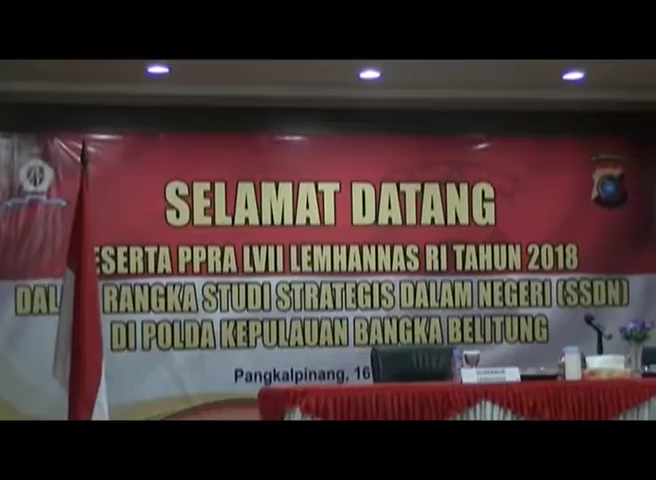 SELAMAT DATANG
ESERTA PPRA LVII LEMHANNAS RI TAHUN 2018
DAL RANGKA STUDI STRATEGIS DALAM NEGERI (SSDN)
DI POLDA KEPULAUAN BANGKA BELITUNG
Pangkalpinang, 16